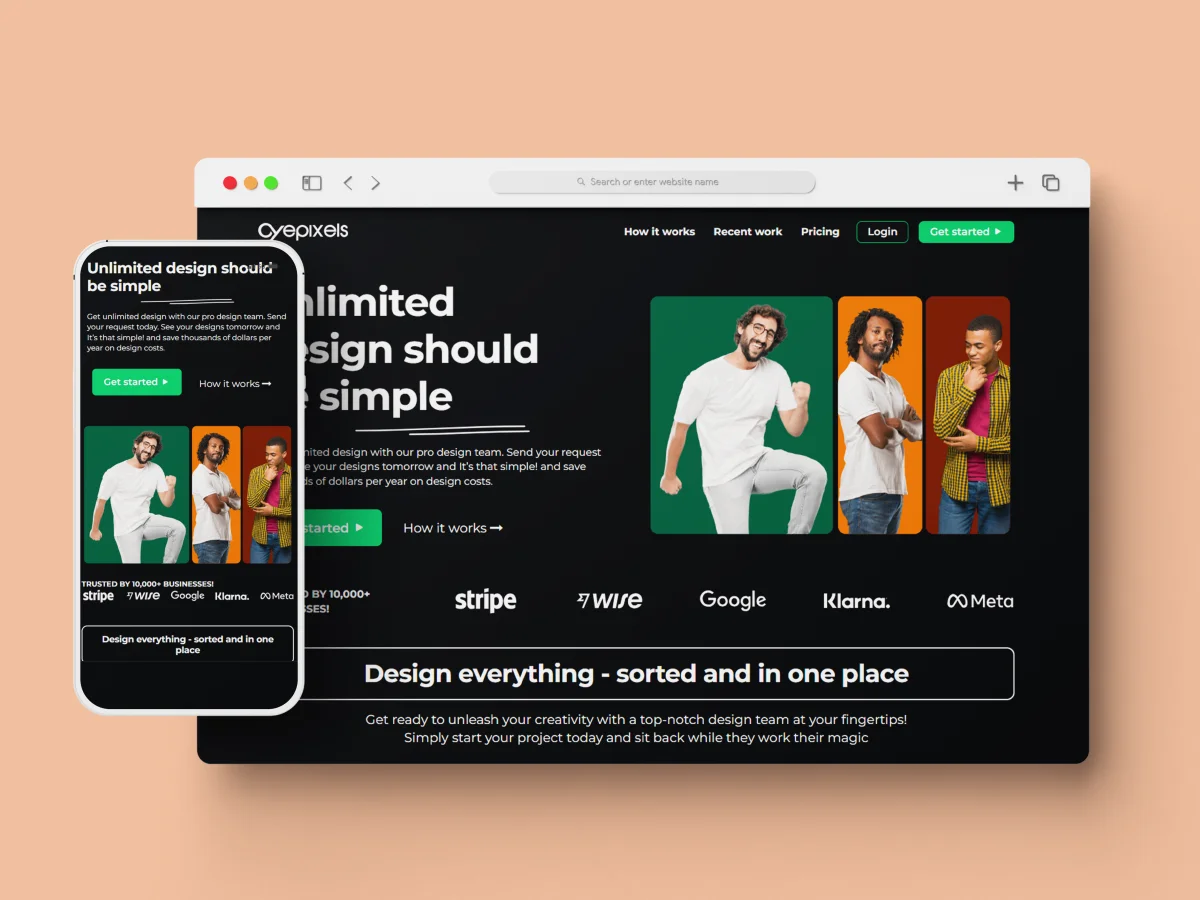 Search or enter website name
Oyepixels
How it works
Recent work
Pricing
Login
Get started
nlimited
sign should
simple
ited design with our pro design team. Send your request
e your designs tomorrow and It's that simple! and save
s of dollars per year on design costs.
started
How it works
D BY 10,000+
SSES!
stripe
WISE
Google
Klarna.
Meta
Design everything - sorted and in one place
Get ready to unleash your creativity with a top-notch design team at your fingertips!
Simply start your project today and sit back while they work their magic
Unlimited design should
be simple
Get unlimited design with our pro design team. Send
your request today. See your designs tomorrow and
It's that simple! and save thousands of dollars per
year on design costs.
Get started
How it works
TRUSTED BY 10,000+ BUSINESSES!
stripe
WISE
Google
Klarna.
Meta
Design everything - sorted and in one
place